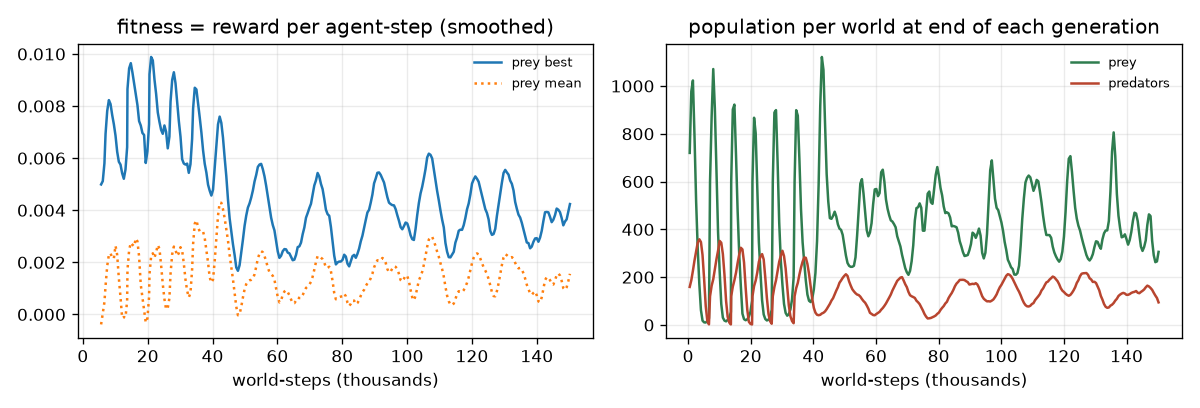 fitness = reward per agent-step (smoothed)
prey best
prey mean
0.010
0.008
0.006
0.004
0.002
0.000
0 20 40 60 80 100 120 140
world-steps (thousands)
population per world at end of each generation
prey
predators
1000
800
600
400
200
0
0 20 40 60 80 100 120 140
world-steps (thousands)